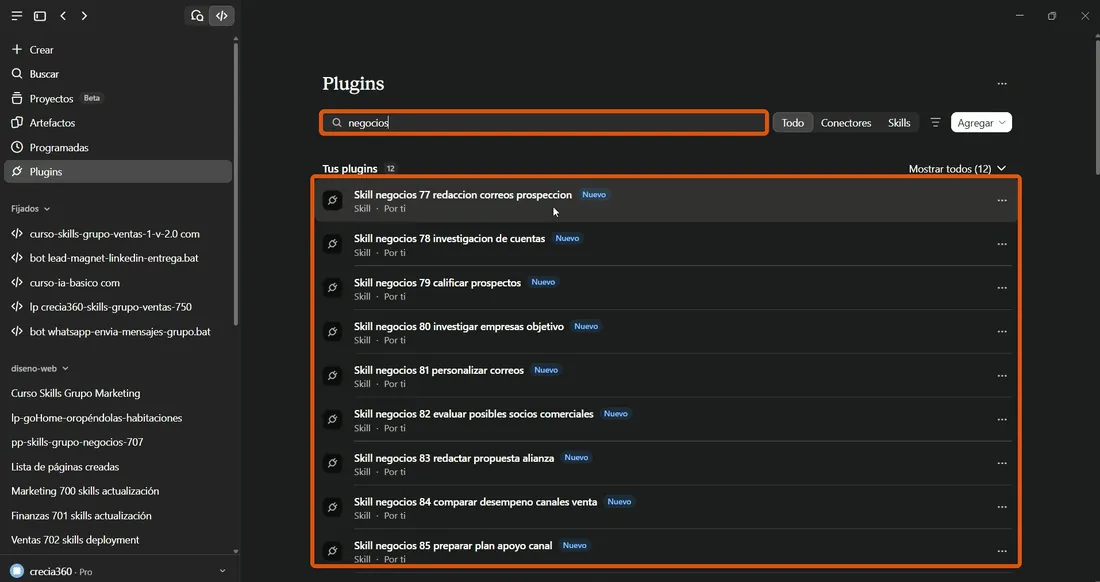 Crear
Buscar
Proyectos Beta
Artefactos
Programadas
Plugins
Fijados
curso-skills-grupo-ventas-1-v-2.0 com
bot lead-magnet-linkedin-entrega.bat
curso-ia-basico com
lp crecia360-skills-grupo-ventas-750
bot whatsapp-envia-mensajes-grupo.bat
diseno-web
Curso Skills Grupo Marketing
lp-goHome-oropéndolas-habitaciones
pp-skills-grupo-negocios-707
Lista de páginas creadas
Marketing 700 skills actualización
Finanzas 701 skills actualización
Ventas 702 skills deployment
crecia360 · Pro
Plugins
negocios
Todo Conectores Skills Agregar
Tus plugins 12 Mostrar todos (12)
Skill negocios 77 redaccion correos prospeccion Nuevo
Skill · Por ti
Skill negocios 78 investigacion de cuentas Nuevo
Skill · Por ti
Skill negocios 79 calificar prospectos Nuevo
Skill · Por ti
Skill negocios 80 investigar empresas objetivo Nuevo
Skill · Por ti
Skill negocios 81 personalizar correos Nuevo
Skill · Por ti
Skill negocios 82 evaluar posibles socios comerciales Nuevo
Skill · Por ti
Skill negocios 83 redactar propuesta alianza Nuevo
Skill · Por ti
Skill negocios 84 comparar desempeno canales venta Nuevo
Skill · Por ti
Skill negocios 85 preparar plan apoyo canal Nuevo
Skill · Por ti